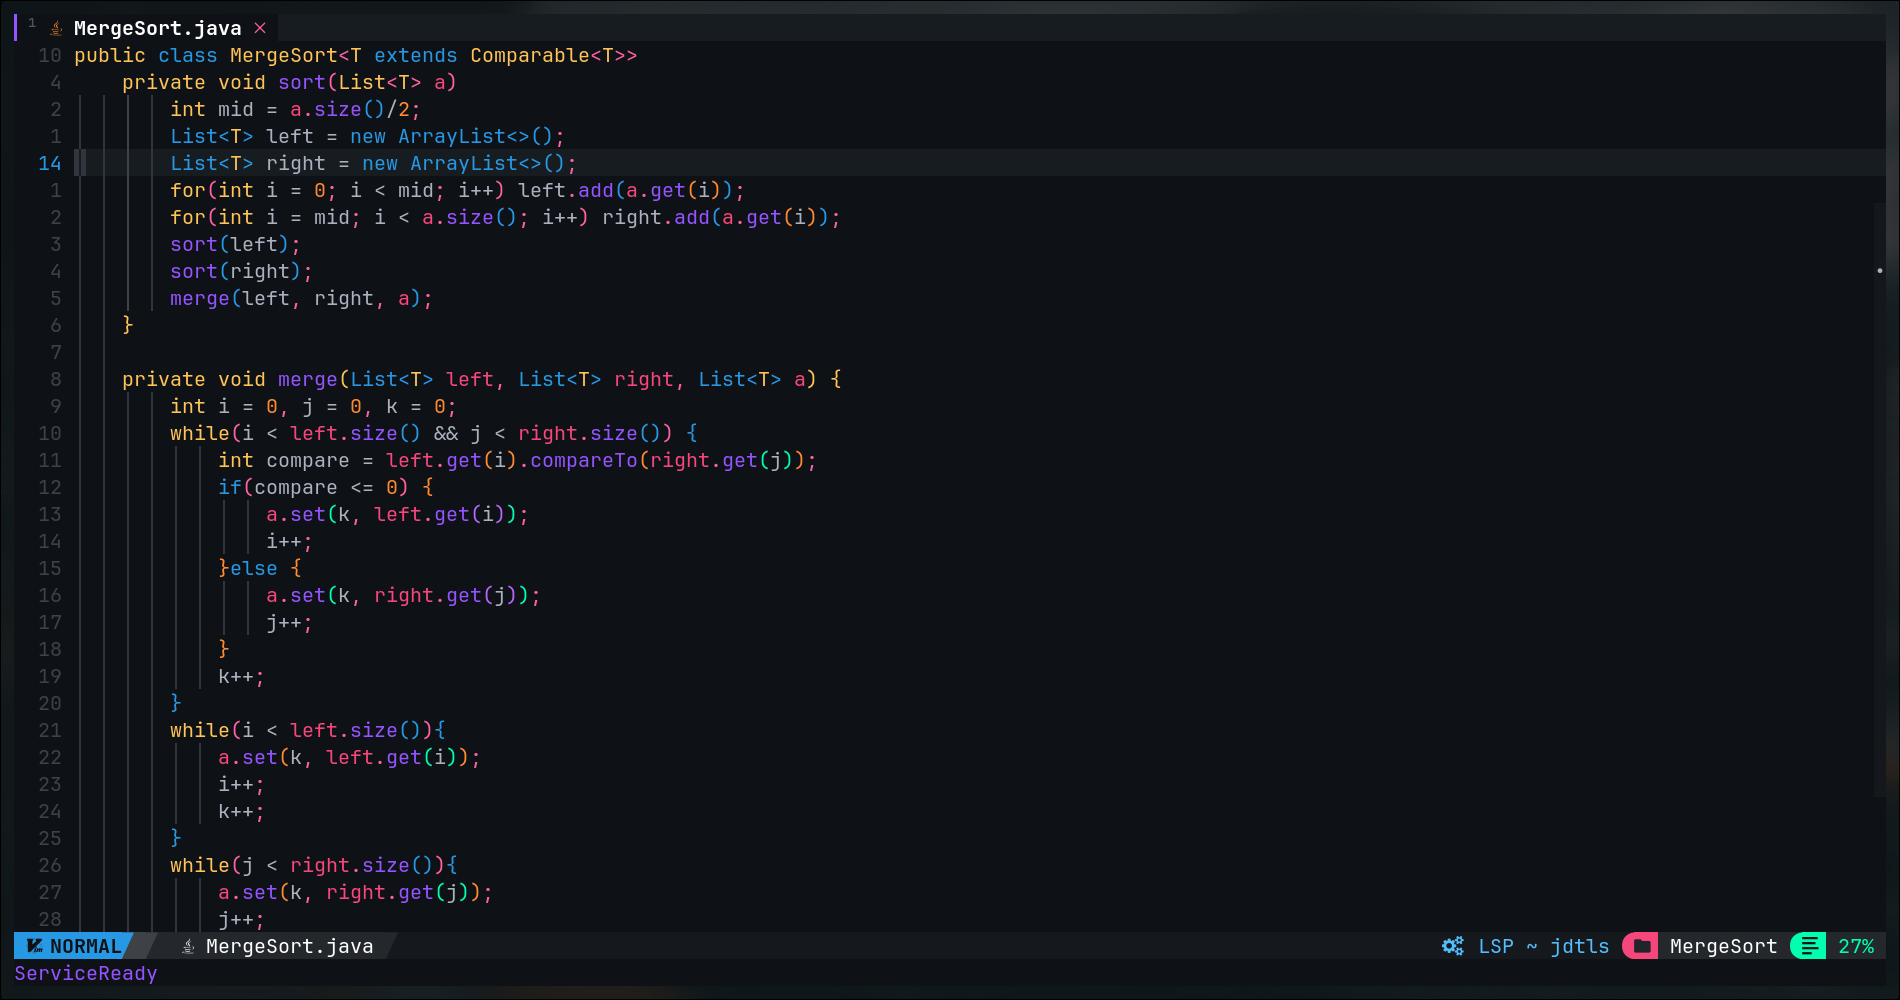 1 MergeSort.java ×
10 public class MergeSort<T extends Comparable<T>>
4 private void sort(List<T> a)
2 int mid = a.size()/2;
1 List<T> left = new ArrayList<>();
14 List<T> right = new ArrayList<>();
1 for(int i = 0; i < mid; i++) left.add(a.get(i));
2 for(int i = mid; i < a.size(); i++) right.add(a.get(i));
3 sort(left);
4 sort(right);
5 merge(left, right, a);
6 }
7
8 private void merge(List<T> left, List<T> right, List<T> a) {
9 int i = 0, j = 0, k = 0;
10 while(i < left.size() && j < right.size()) {
11 int compare = left.get(i).compareTo(right.get(j));
12 if(compare <= 0) {
13 a.set(k, left.get(i));
14 i++;
15 }else {
16 a.set(k, right.get(j));
17 j++;
18 }
19 k++;
20 }
21 while(i < left.size()){
22 a.set(k, left.get(i));
23 i++;
24 k++;
25 }
26 while(j < right.size()){
27 a.set(k, right.get(j));
28 j++;
NORMAL MergeSort.java LSP ~ jdtls MergeSort 27%
ServiceReady